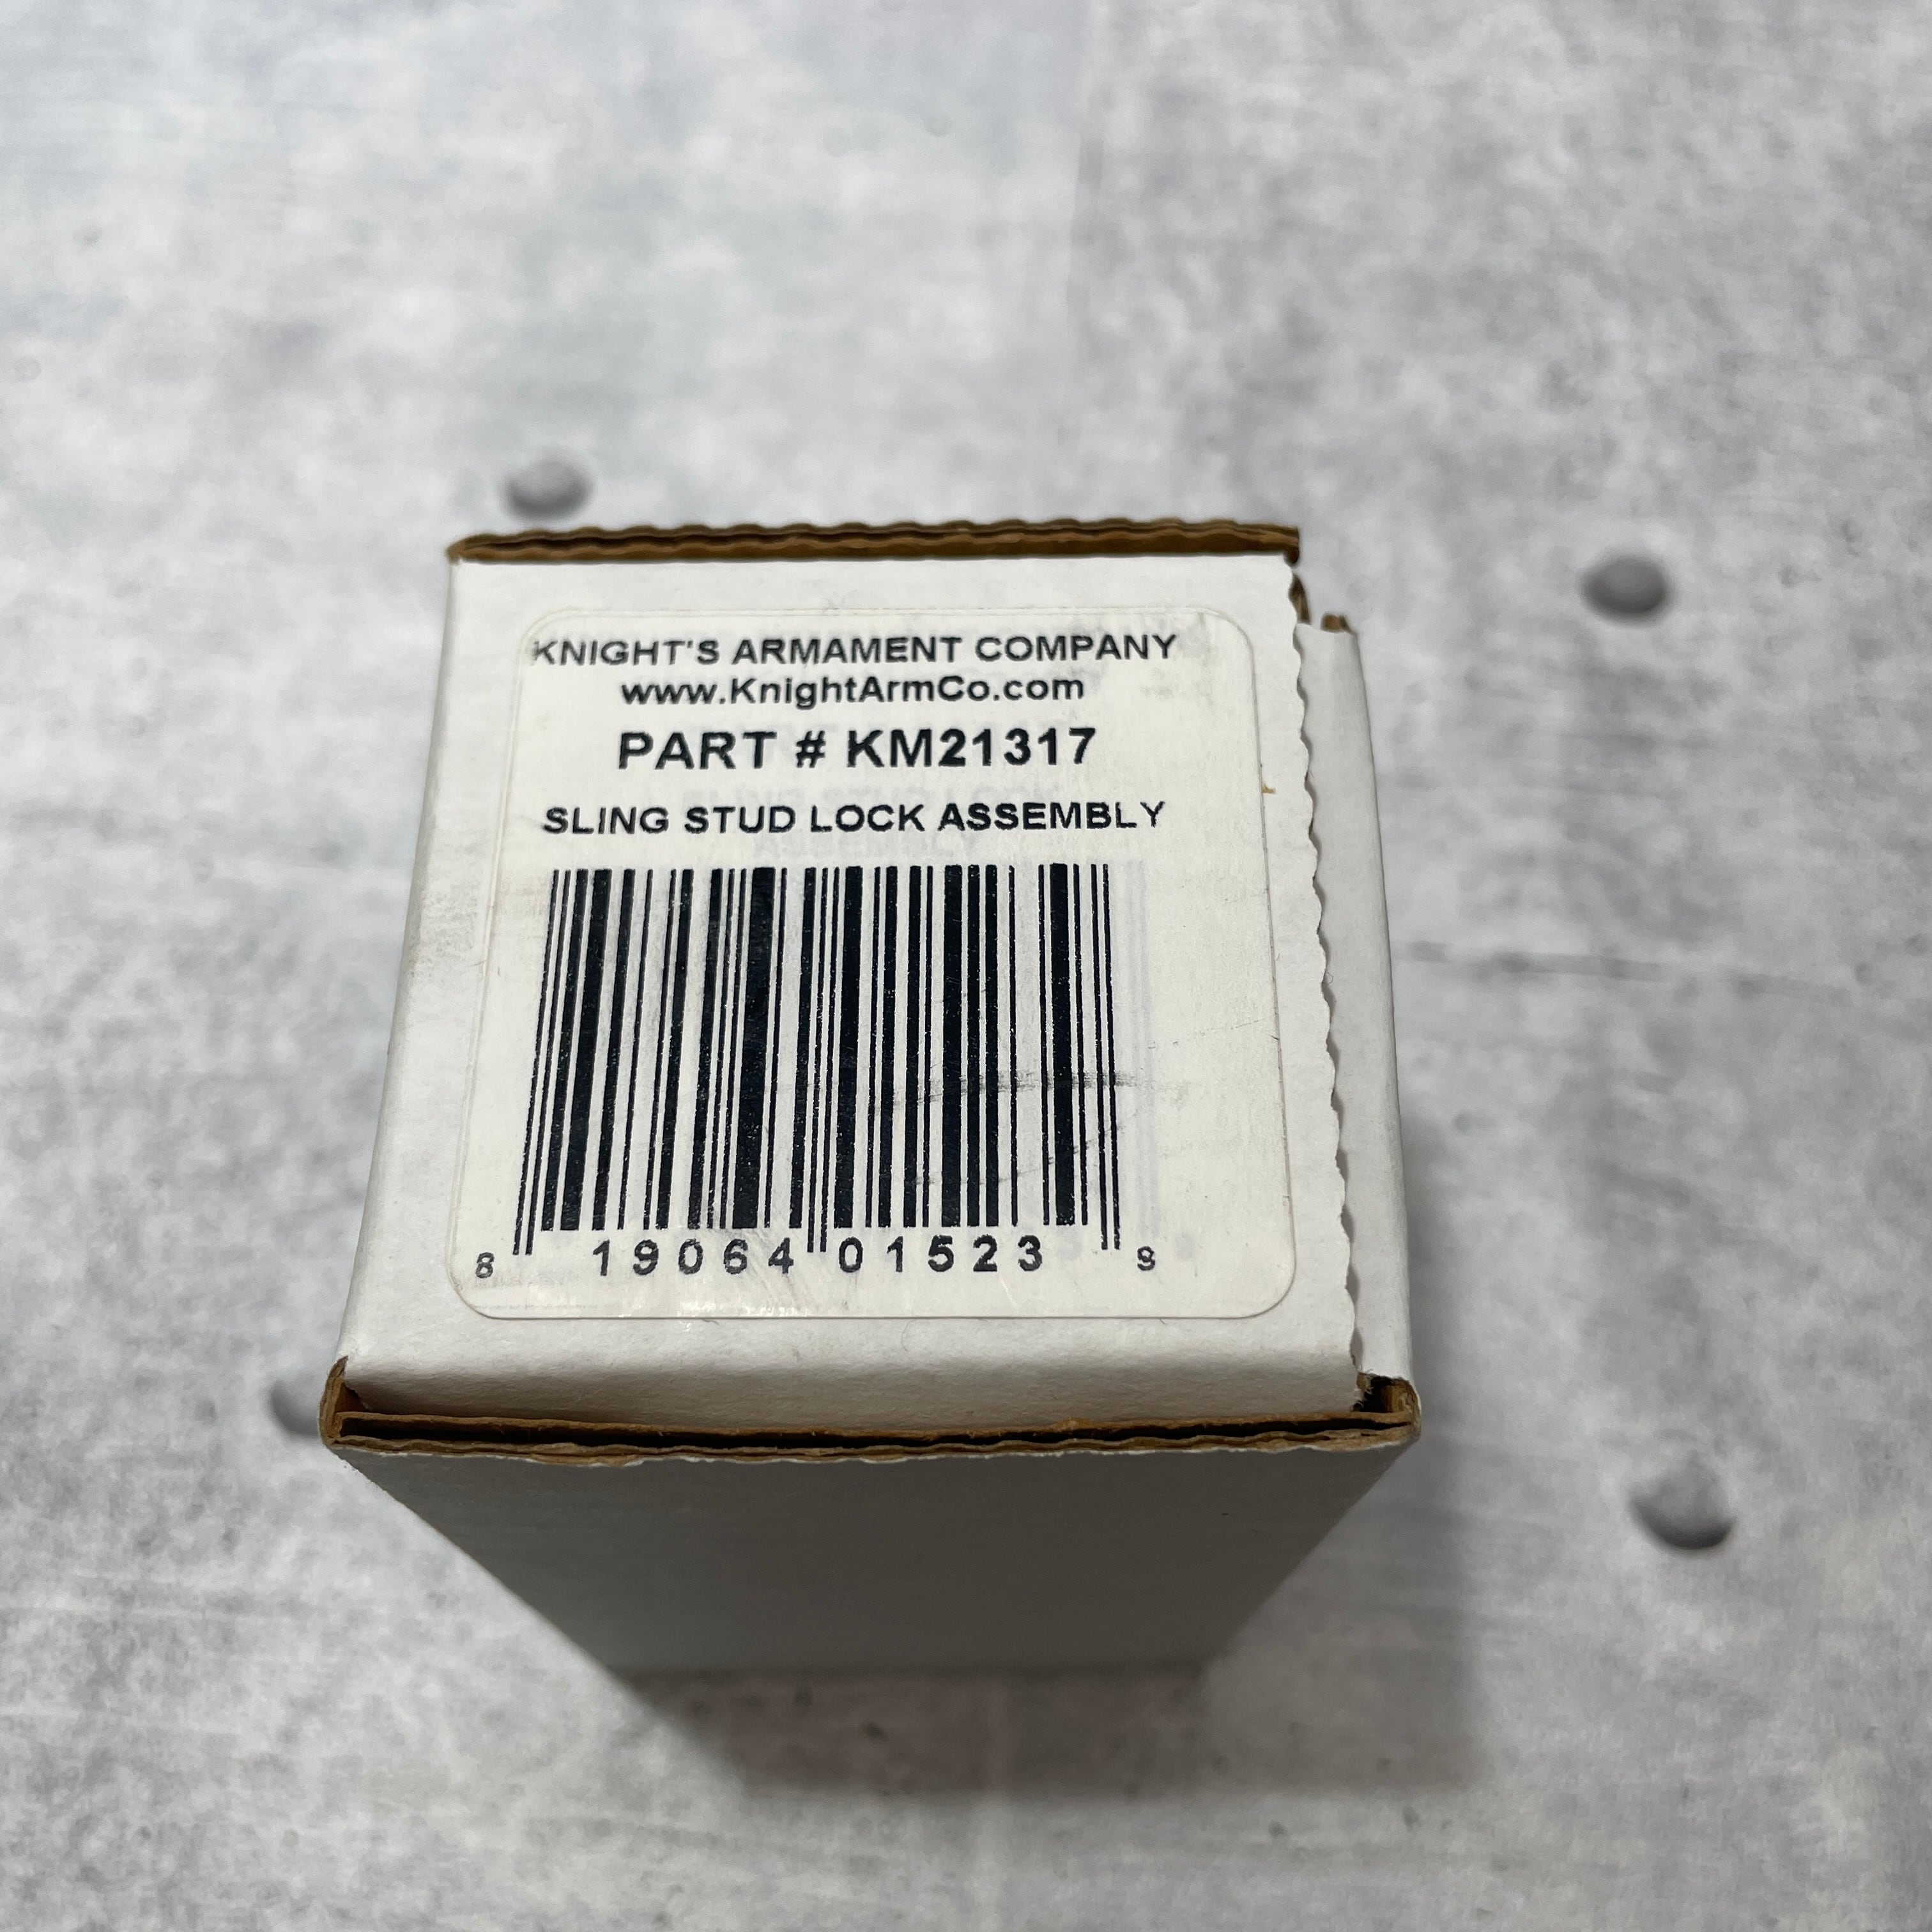 KNIGHT'S ARMAMENT COMPANY
www.KnightArmCo.com
PART # KM21317
SLING STUD LOCK ASSEMBLY
8 19064 01523 9